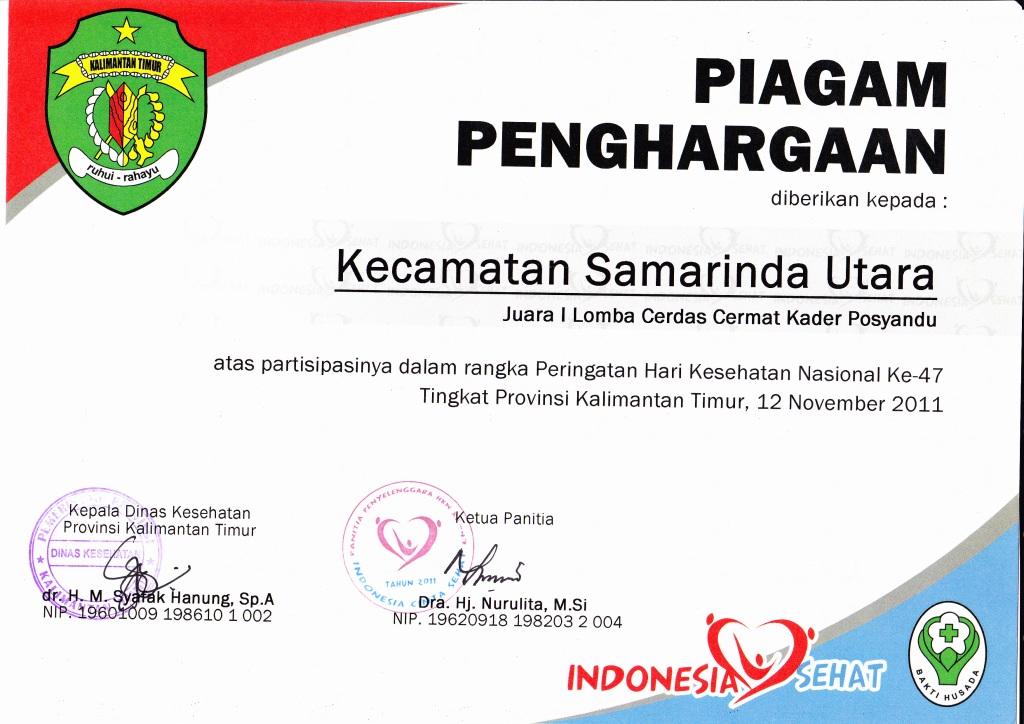 KALIMANTAN TIMUR
ruhui - rahayu
PIAGAM
PENGHARGAAN
diberikan kepada :
Kecamatan Samarinda Utara
Juara I Lomba Cerdas Cermat Kader Posyandu
atas partisipasinya dalam rangka Peringatan Hari Kesehatan Nasional Ke-47
Tingkat Provinsi Kalimantan Timur, 12 November 2011
Kepala Dinas Kesehatan
Provinsi Kalimantan Timur
DINAS KESEHATAN
dr. H. M. Syafak Hanung, Sp.A
NIP. 19601009 198610 1 002
PANITIA PENYELENGGARA HKN
TAHUN 2011
INDONESIA CINTA SEHAT
Ketua Panitia
Dra. Hj. Nurulita, M.Si
NIP. 19620918 198203 2 004
INDONESIA SEHAT
BAKTI HUSADA